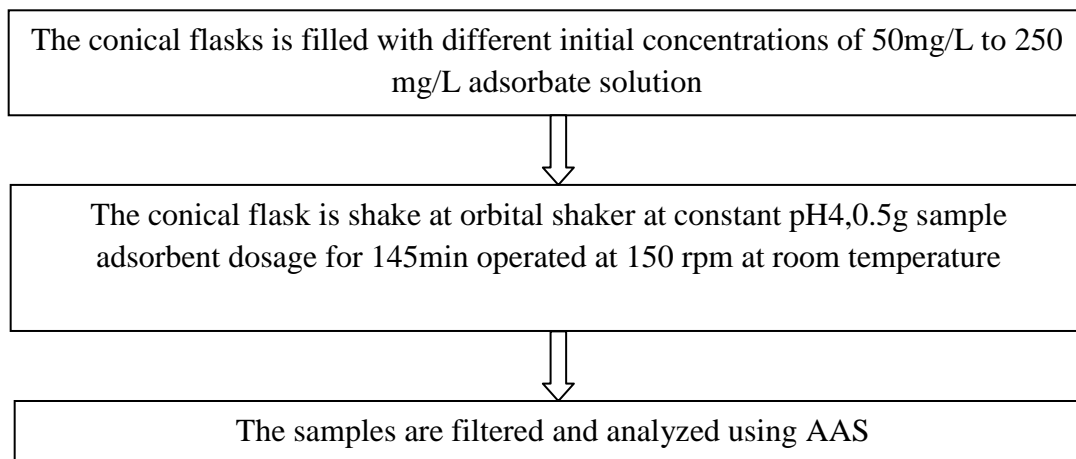 The conical flasks is filled with different initial concentrations of 50mg/L to 250
mg/L adsorbate solution
The conical flask is shake at orbital shaker at constant pH4,0.5g sample
adsorbent dosage for 145min operated at 150 rpm at room temperature
The samples are filtered and analyzed using AAS